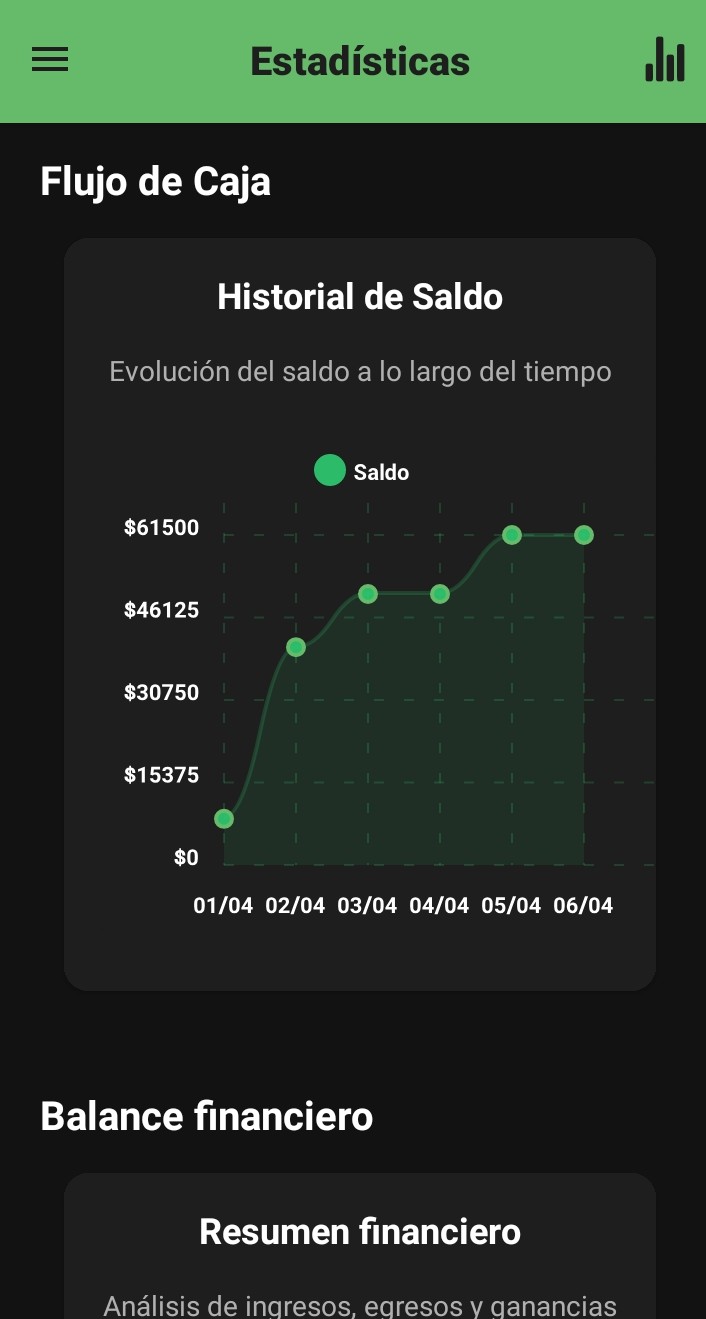 Estadísticas
Flujo de Caja
Historial de Saldo
Evolución del saldo a lo largo del tiempo
Saldo
$61500
$46125
$30750
$15375
$0
01/04 02/04 03/04 04/04 05/04 06/04
Balance financiero
Resumen financiero
Análisis de ingresos, egresos y ganancias